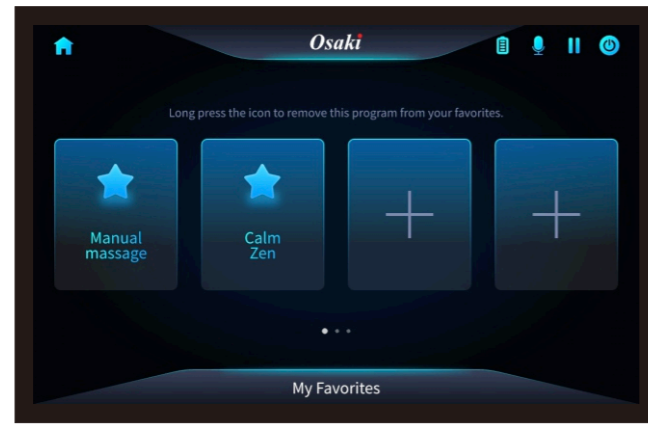 Osaki
Long press the icon to remove this program from your favorites.
Manual
massage
Calm
Zen
My Favorites